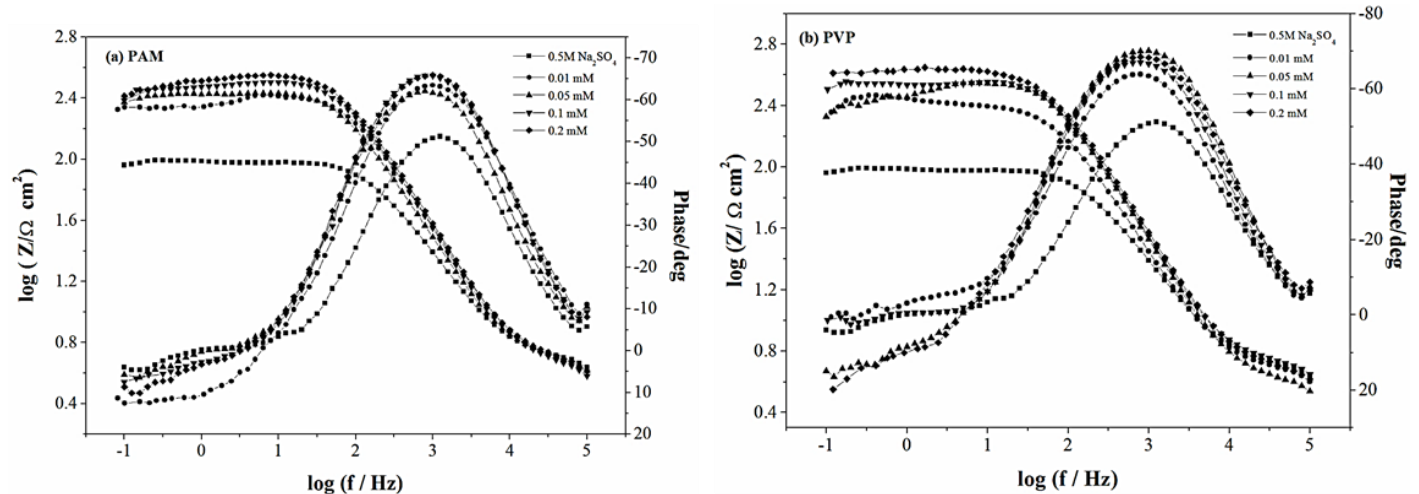 (a) PAM
0.5M Na₂SO₄
0.01 mM
0.05 mM
0.1 mM
0.2 mM
2.8
2.4
2.0
1.6
1.2
0.8
0.4
log ( Z/Ω cm²)
-70
-60
-50
-40
-30
-20
-10
0
10
20
Phase/deg
-1 0 1 2 3 4 5
log (f / Hz)
(b) PVP
0.5M Na₂SO₄
0.01 mM
0.05 mM
0.1 mM
0.2 mM
2.8
2.4
2.0
1.6
1.2
0.8
0.4
log (Z/ Ω cm²)
-80
-60
-40
-20
0
20
Phase/deg
-1 0 1 2 3 4 5
log (f / Hz)